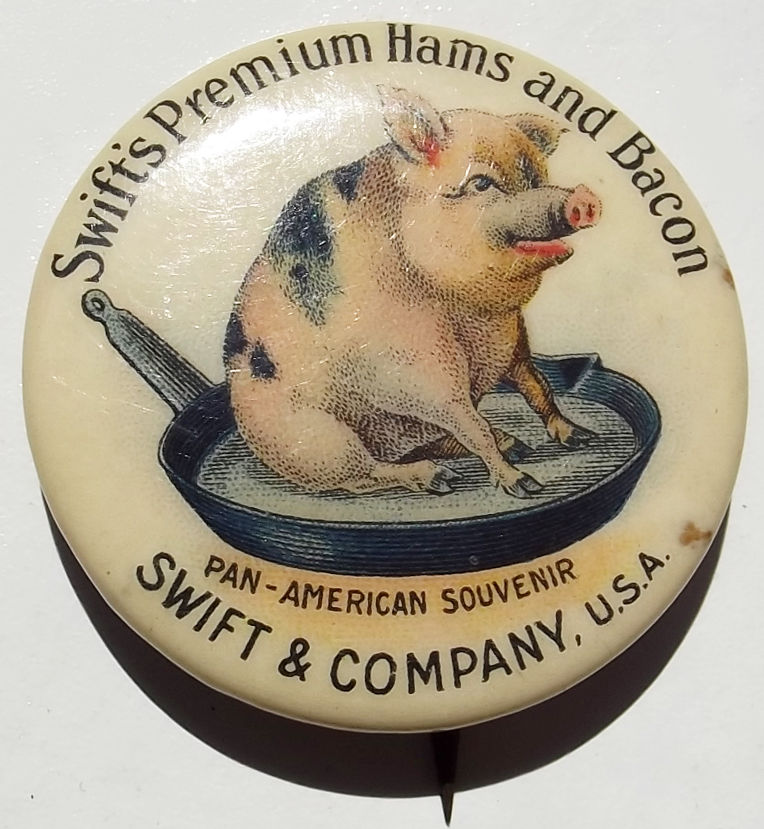 Swift's Premium Hams and Bacon
PAN-AMERICAN SOUVENIR
SWIFT & COMPANY, U.S.A.